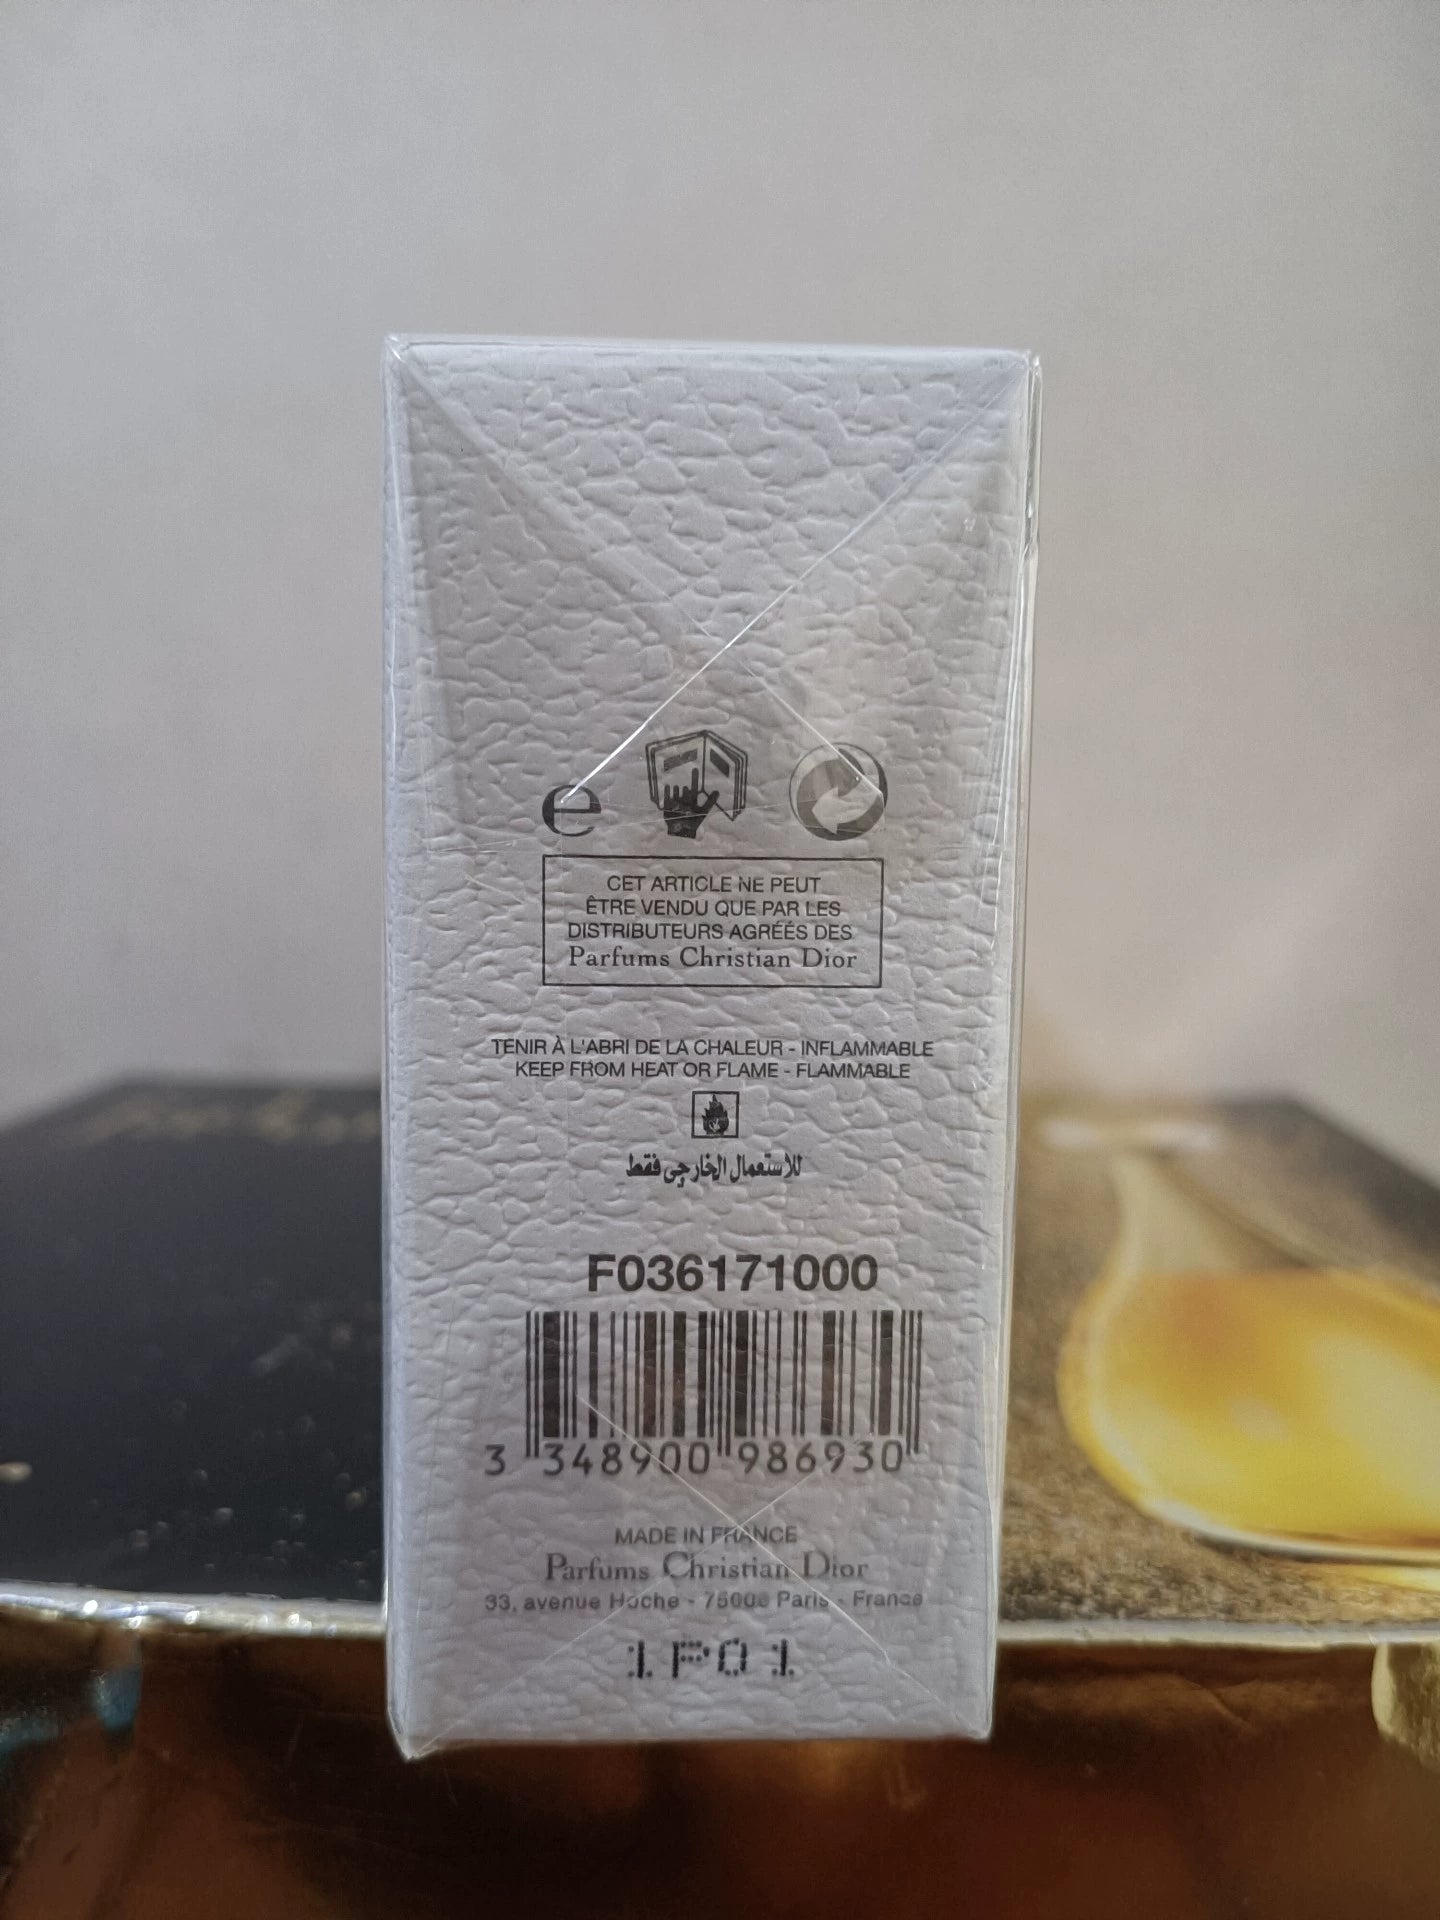 e
CET ARTICLE NE PEUT
ÊTRE VENDU QUE PAR LES
DISTRIBUTEURS AGRÉÉS DES
Parfums Christian Dior
TENIR À L'ABRI DE LA CHALEUR - INFLAMMABLE
KEEP FROM HEAT OR FLAME - FLAMMABLE
للاستعمال الخارجي فقط
F036171000
3 348900 986930
MADE IN FRANCE
Parfums Christian Dior
33, avenue Hoche - 75008 Paris - France
1P01